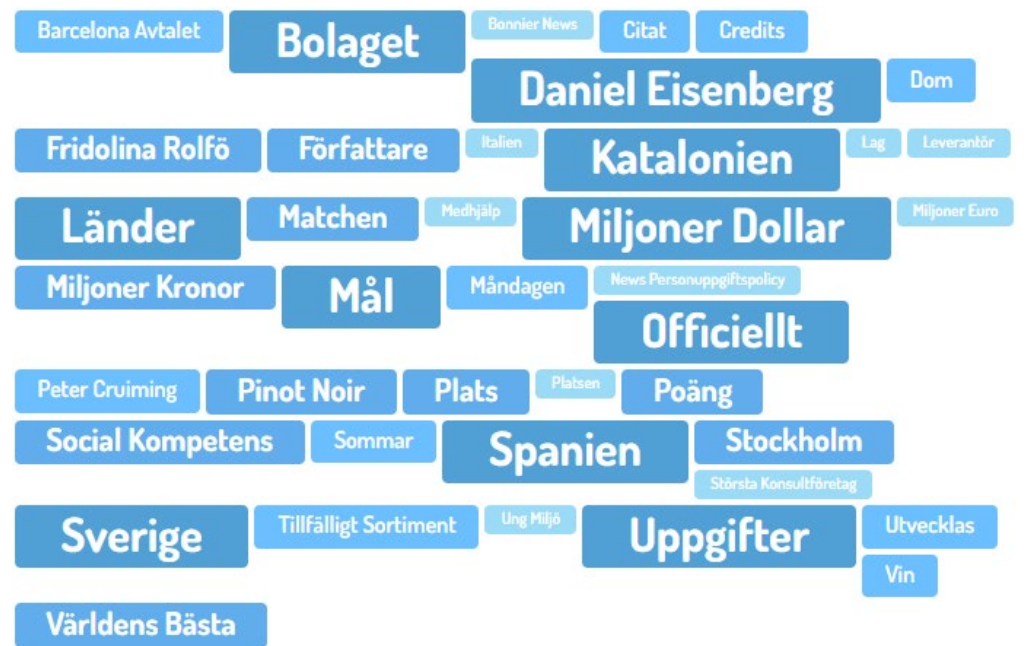 Barcelona Avtalet Bolaget Bonnier News Citat Credits
Daniel Eisenberg Dom
Fridolina Rolfö Författare Italien Katalonien Lag Leverantör
Länder Matchen Medhjälp Miljoner Dollar Miljoner Euro
Miljoner Kronor Mål Måndagen News Personuppgiftspolicy
Officiellt
Peter Cruiming Pinot Noir Plats Platsen Poäng
Social Kompetens Sommar Spanien Stockholm
Största Konsultföretag
Sverige Tillfälligt Sortiment Ung Miljö Uppgifter Utvecklas
Vin
Världens Bästa